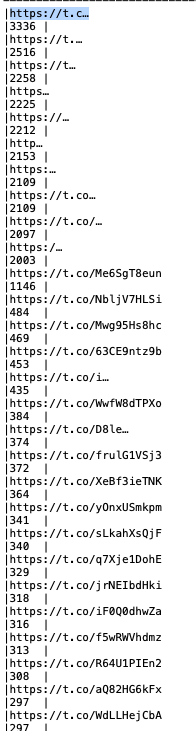 |https://t.c…
|3336 |
|https://t.…
|2516 |
|https://t…
|2258 |
|https…
|2225 |
|https://…
|2212 |
|http…
|2153 |
|https:…
|2109 |
|https://t.co…
|2109 |
|https://t.co/…
|2097 |
|https:/…
|2003 |
|https://t.co/Me6SgT8eun
|1146 |
|https://t.co/NbljV7HLSi
|484 |
|https://t.co/Mwg95Hs8hc
|469 |
|https://t.co/63CE9ntz9b
|453 |
|https://t.co/i…
|435 |
|https://t.co/WwfW8dTPXo
|384 |
|https://t.co/D8le…
|374 |
|https://t.co/frulG1VSj3
|372 |
|https://t.co/XeBf3ieTNK
|364 |
|https://t.co/yOnxUSmkpm
|341 |
|https://t.co/sLkahXsQjF
|340 |
|https://t.co/q7Xje1DohE
|329 |
|https://t.co/jrNEIbdHki
|318 |
|https://t.co/iF0Q0dhwZa
|316 |
|https://t.co/f5wRWVhdmz
|313 |
|https://t.co/R64U1PIEn2
|308 |
|https://t.co/aQ82HG6kFx
|297 |
|https://t.co/WdLLHejCbA
|297 |